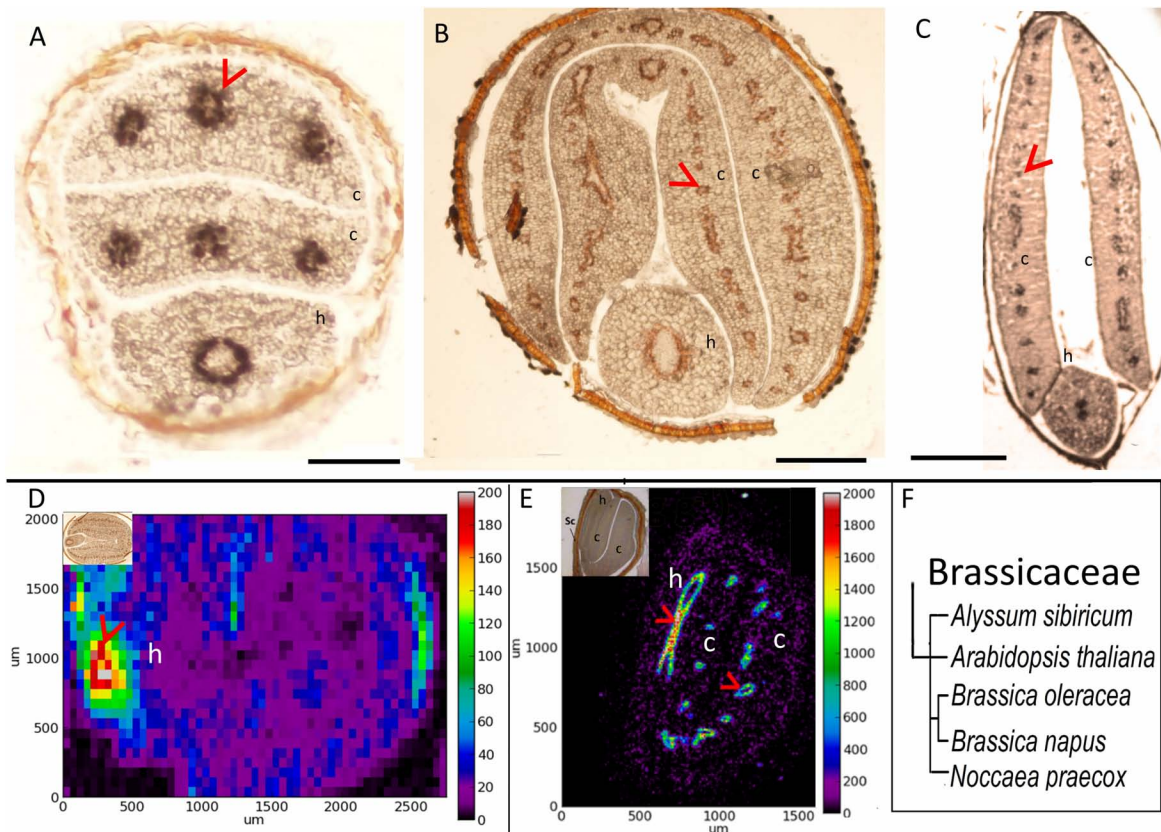 A
B
C
c
c
h
c
c
h
c
c
h
D
h
um
2000
1500
1000
500
0
0
500
1000
1500
2000
2500
um
200
180
160
140
120
100
80
60
40
20
0
E
h
Sc
c
c
h
c
c
um
1500
1000
500
0
0
500
1000
1500
um
2000
1800
1600
1400
1200
1000
800
600
400
200
0
F
Brassicaceae
Alyssum sibiricum
Arabidopsis thaliana
Brassica oleracea
Brassica napus
Noccaea praecox